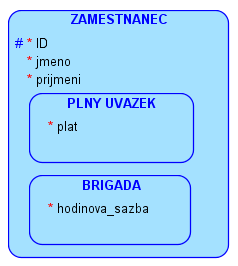 ZAMESTNANEC
# * ID
* jmeno
* prijmeni
PLNY UVAZEK
* plat
BRIGADA
* hodinova_sazba